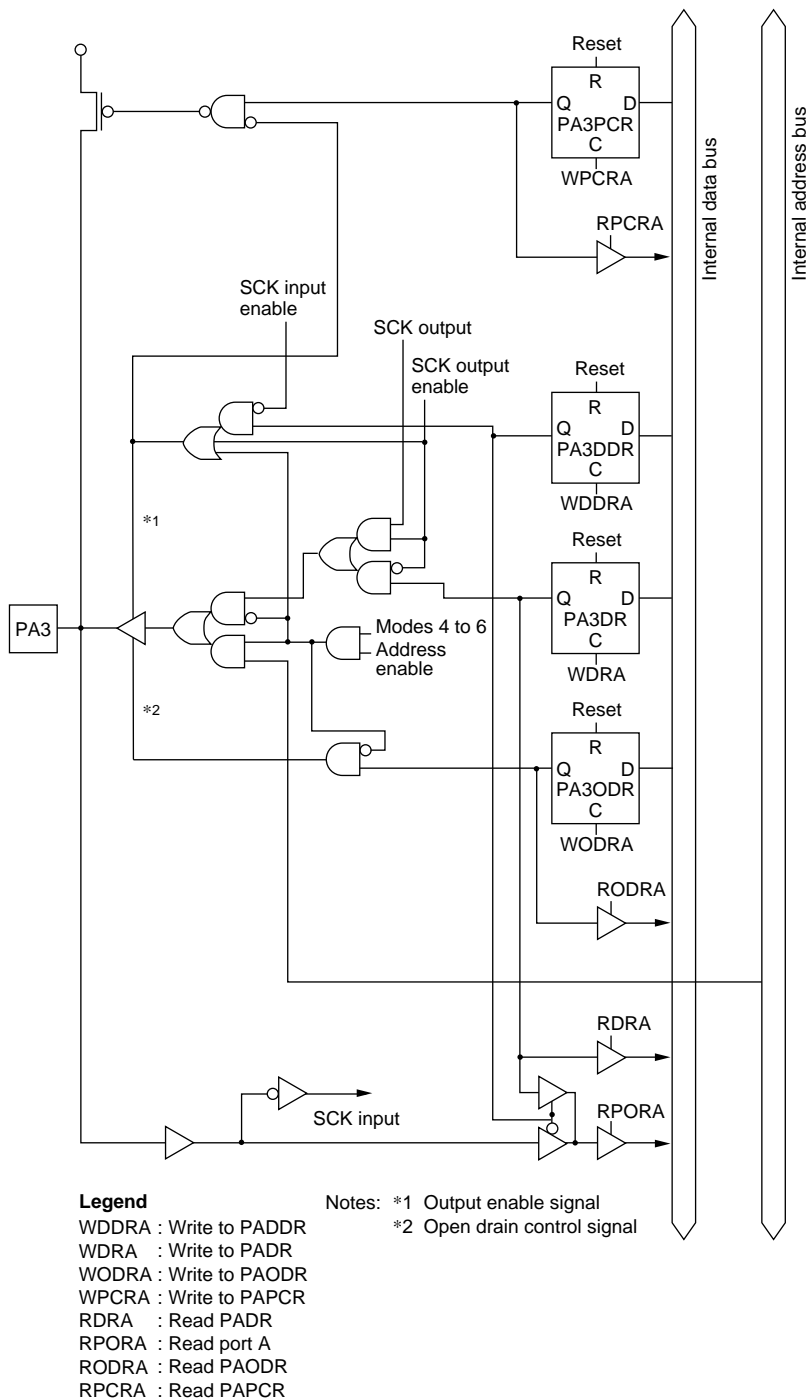 Reset
R
Q D
PA3PCR
C
WPCRA
RPCRA
Internal data bus
Internal address bus
SCK input
enable
SCK output
SCK output
enable
Reset
R
Q D
PA3DDR
C
WDDRA
*1
Reset
R
Q D
PA3DR
C
WDRA
PA3
Modes 4 to 6
Address
enable
*2
Reset
R
Q D
PA3ODR
C
WODRA
RODRA
RDRA
SCK input
RPORA
Legend
WDDRA : Write to PADDR
WDRA : Write to PADR
WODRA : Write to PAODR
WPCRA : Write to PAPCR
RDRA : Read PADR
RPORA : Read port A
RODRA : Read PAODR
RPCRA : Read PAPCR
Notes: *1 Output enable signal
*2 Open drain control signal